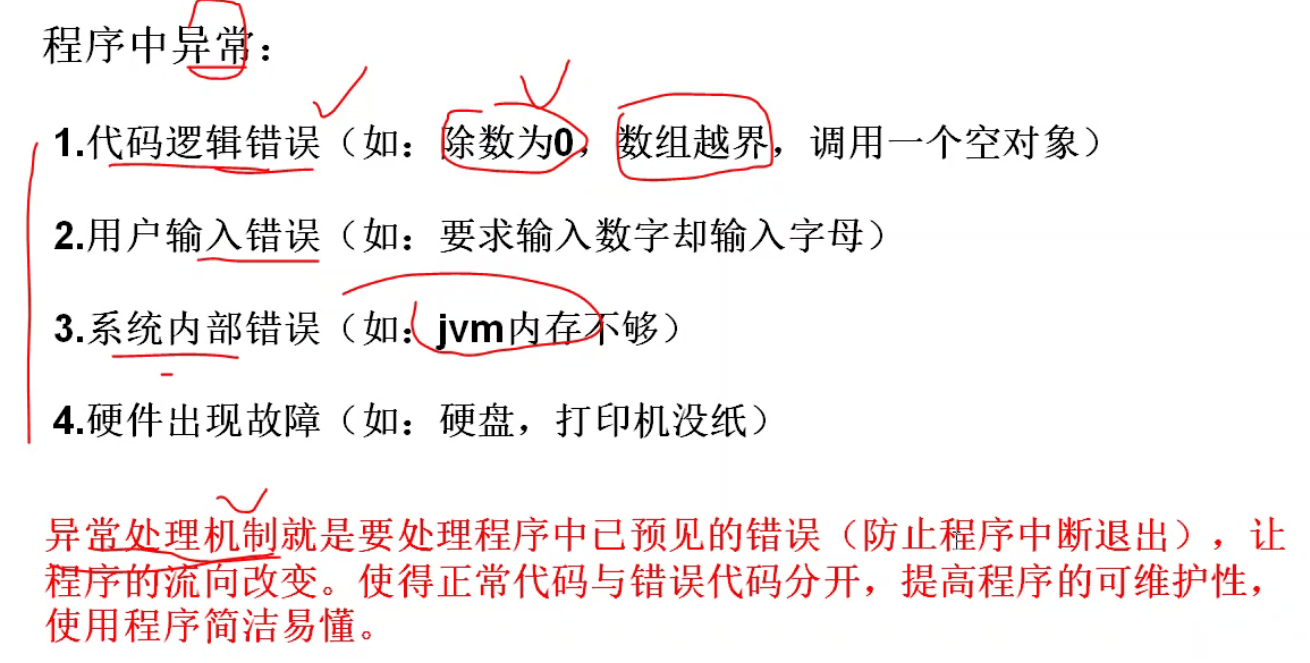 程序中异常：
1.代码逻辑错误（如：除数为0，数组越界，调用一个空对象）
2.用户输入错误（如：要求输入数字却输入字母）
3.系统内部错误（如：jvm内存不够）
4.硬件出现故障（如：硬盘，打印机没纸）
异常处理机制就是要处理程序中已预见的错误（防止程序中断退出），让
程序的流向改变。使得正常代码与错误代码分开，提高程序的可维护性，
使用程序简洁易懂。